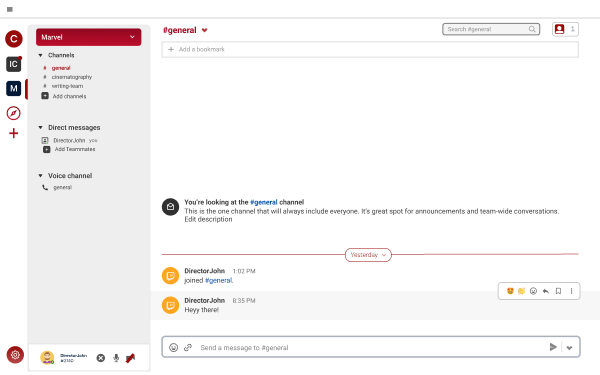 C
IC
M
Marvel
Channels
# general
# cinematography
# writing-team
Add channels
Direct messages
DirectorJohn you
Add Teammates
Voice channel
general
DirectorJohn
#general
Search #general
1
Add a bookmark
You're looking at the #general channel
This is the one channel that will always include everyone. It's great spot for announcements and team-wide conversations.
Edit description
Yesterday
DirectorJohn 1:02 PM
joined #general.
DirectorJohn 8:35 PM
Heyy there!
Send a message to #general